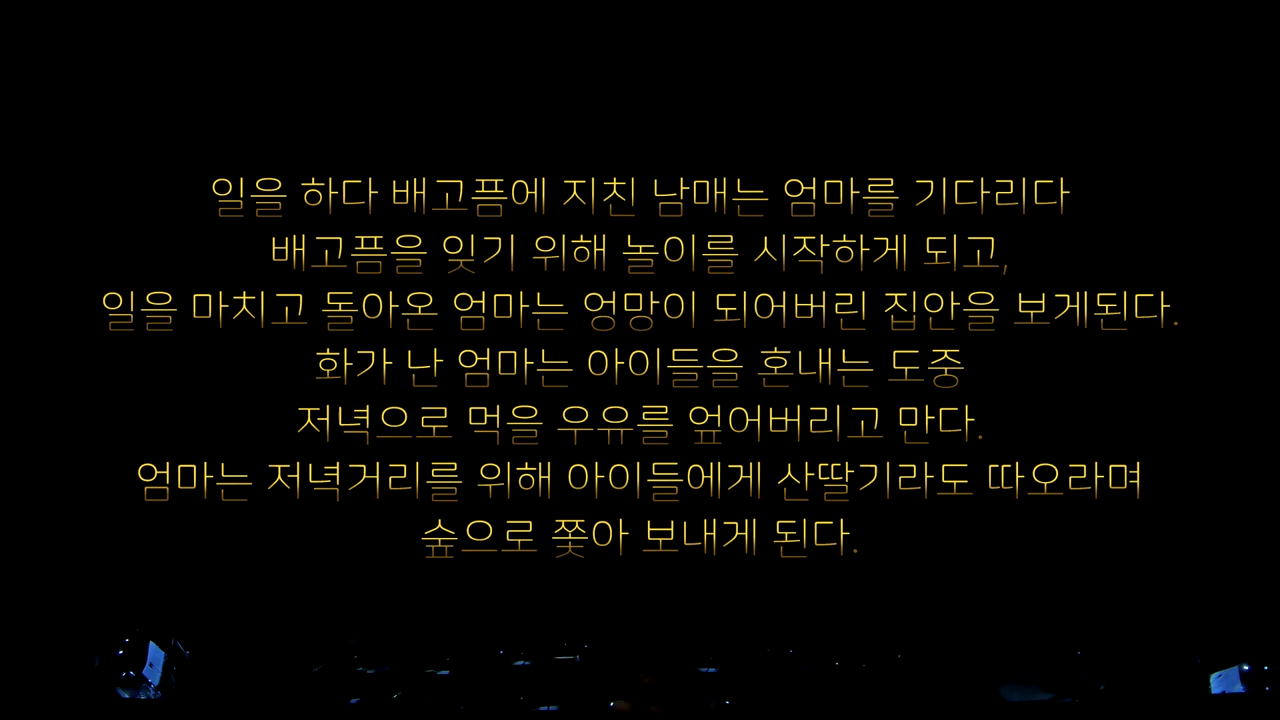 일을 하다 배고픔에 지친 남매는 엄마를 기다리다
배고픔을 잊기 위해 놀이를 시작하게 되고,
일을 마치고 돌아온 엄마는 엉망이 되어버린 집안을 보게된다.
화가 난 엄마는 아이들을 혼내는 도중
저녁으로 먹을 우유를 엎어버리고 만다.
엄마는 저녁거리를 위해 아이들에게 산딸기라도 따오라며
숲으로 쫓아 보내게 된다.